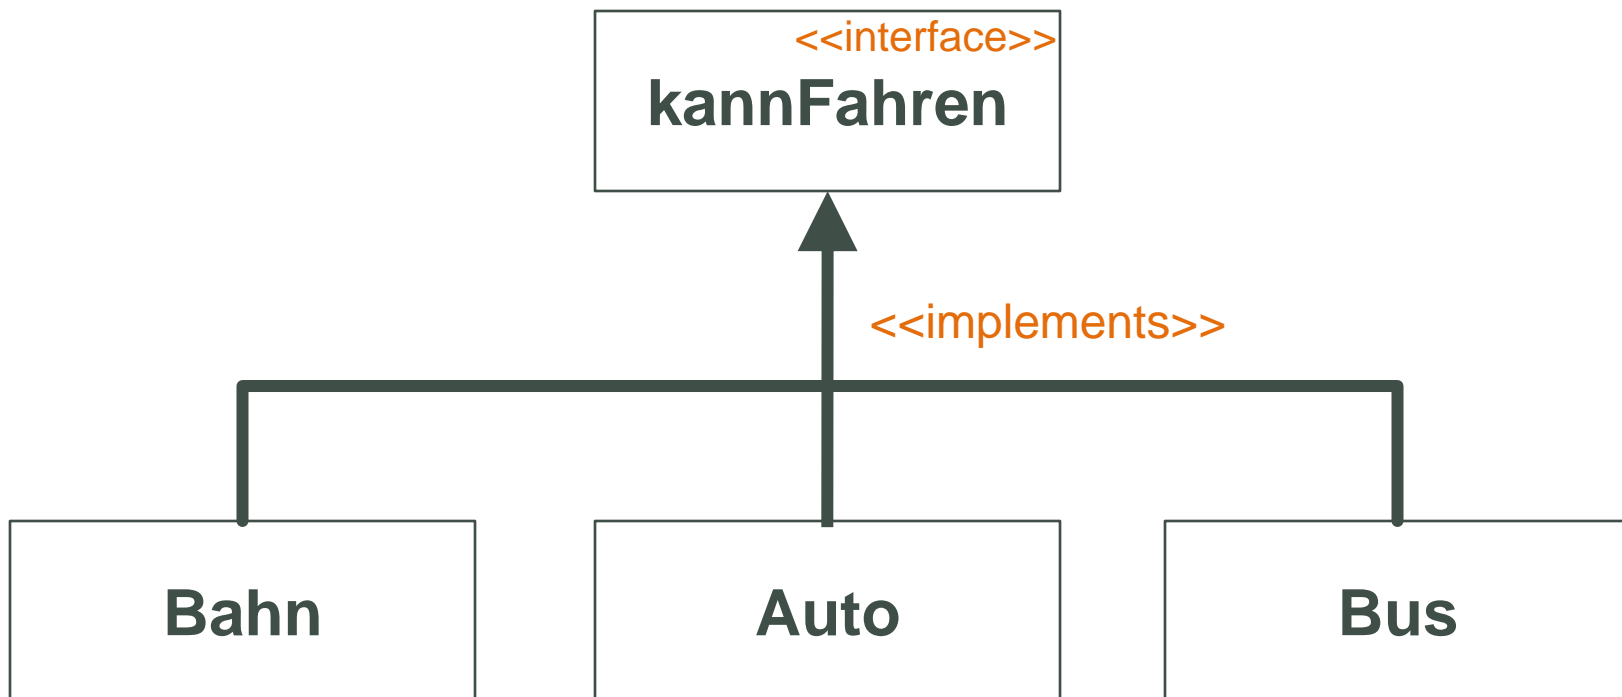 <<interface>>
kannFahren
<<implements>>
Bahn
Auto
Bus